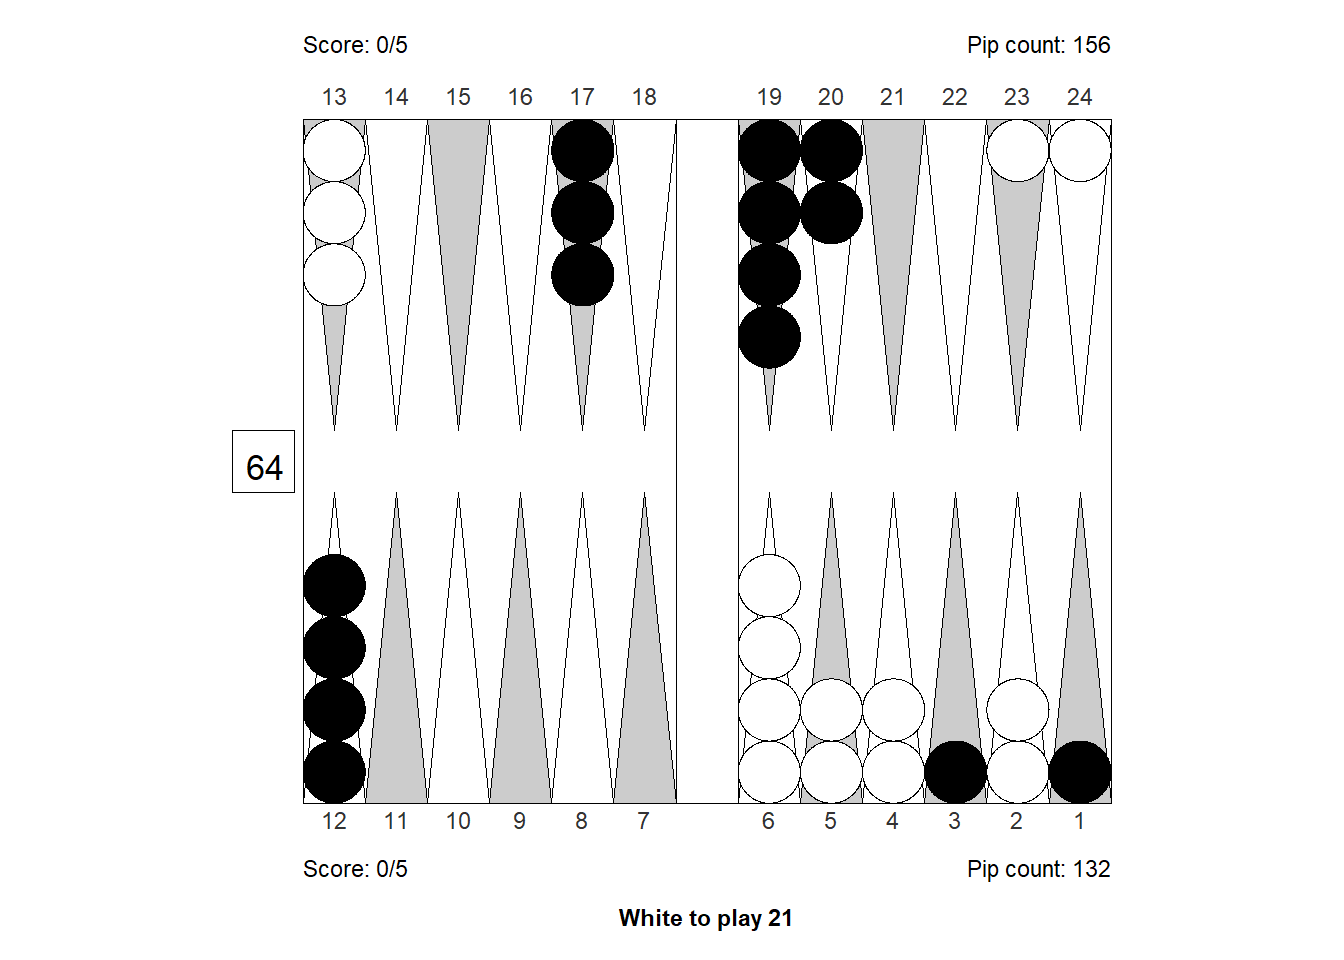 Score: 0/5 Pip count: 156
13 14 15 16 17 18 19 20 21 22 23 24
64
12 11 10 9 8 7 6 5 4 3 2 1
Score: 0/5 Pip count: 132
White to play 21